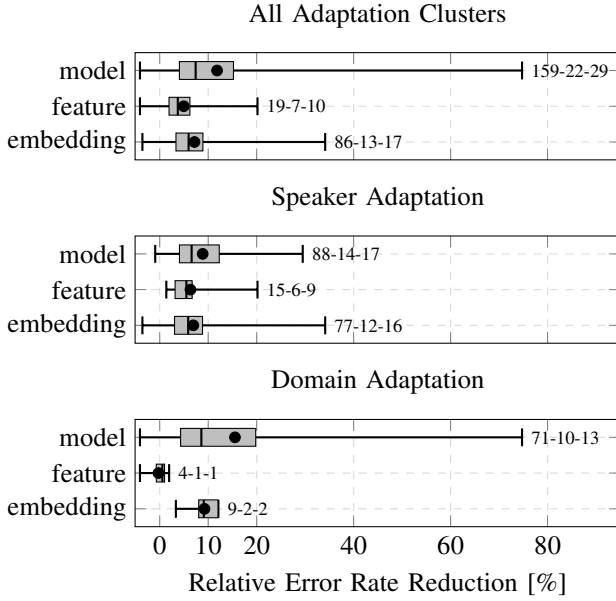 All Adaptation Clusters
model
159-22-29
feature
19-7-10
embedding
86-13-17
Speaker Adaptation
model
88-14-17
feature
15-6-9
embedding
77-12-16
Domain Adaptation
model
71-10-13
feature
4-1-1
embedding
9-2-2
0 10 20 40 60 80
Relative Error Rate Reduction [%]